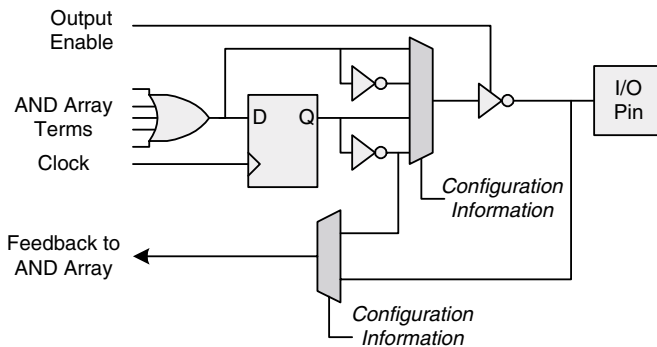 Output
Enable
AND Array
Terms
Clock
D
Q
I/O
Pin
Configuration
Information
Feedback to
AND Array
Configuration
Information